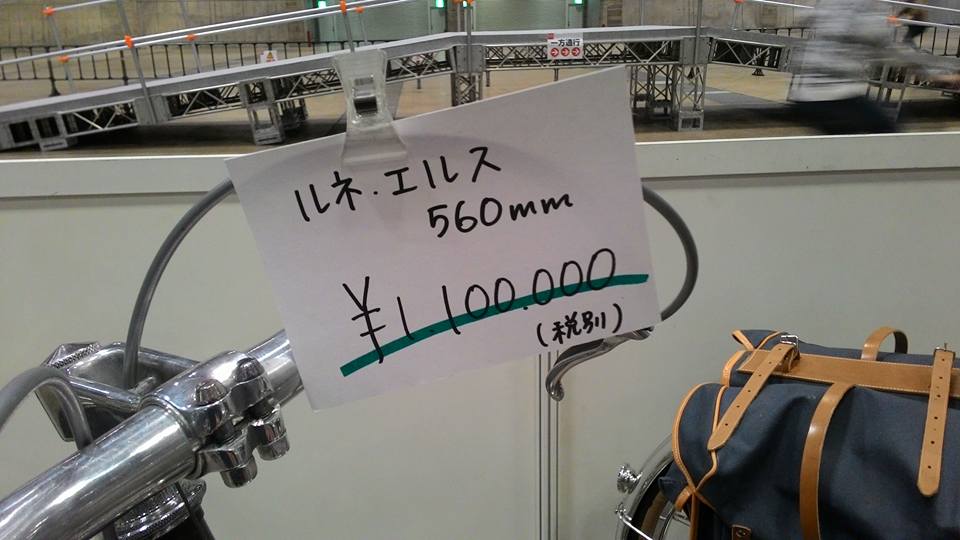 一方通行
ルネ・エルス
560mm
¥1,100.000
(税別)